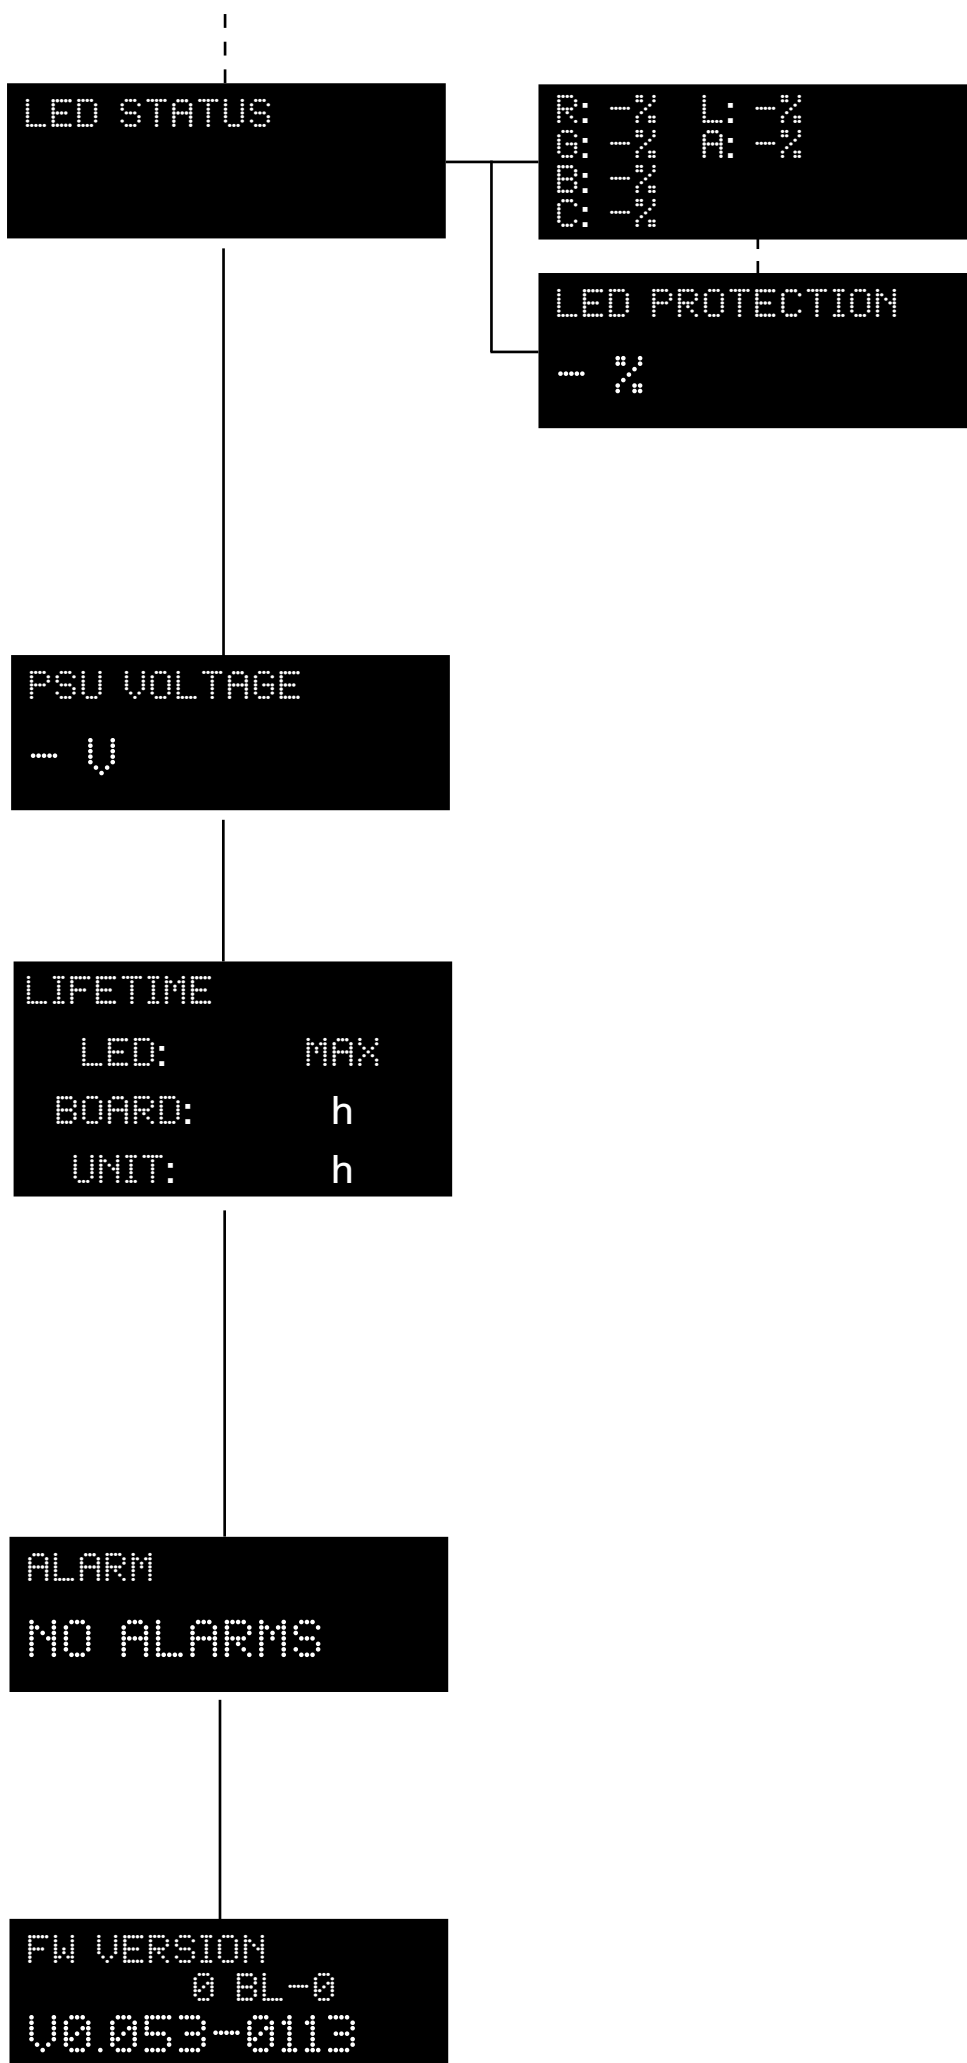 LED STATUS
R: -% L: -%
G: -% A: -%
B: -%
C: -%
LED PROTECTION
- %
PSU VOLTAGE
- V
LIFETIME
LED: MAX
BOARD: h
UNIT: h
ALARM
NO ALARMS
FW VERSION
0 BL-0
V0.053-0113